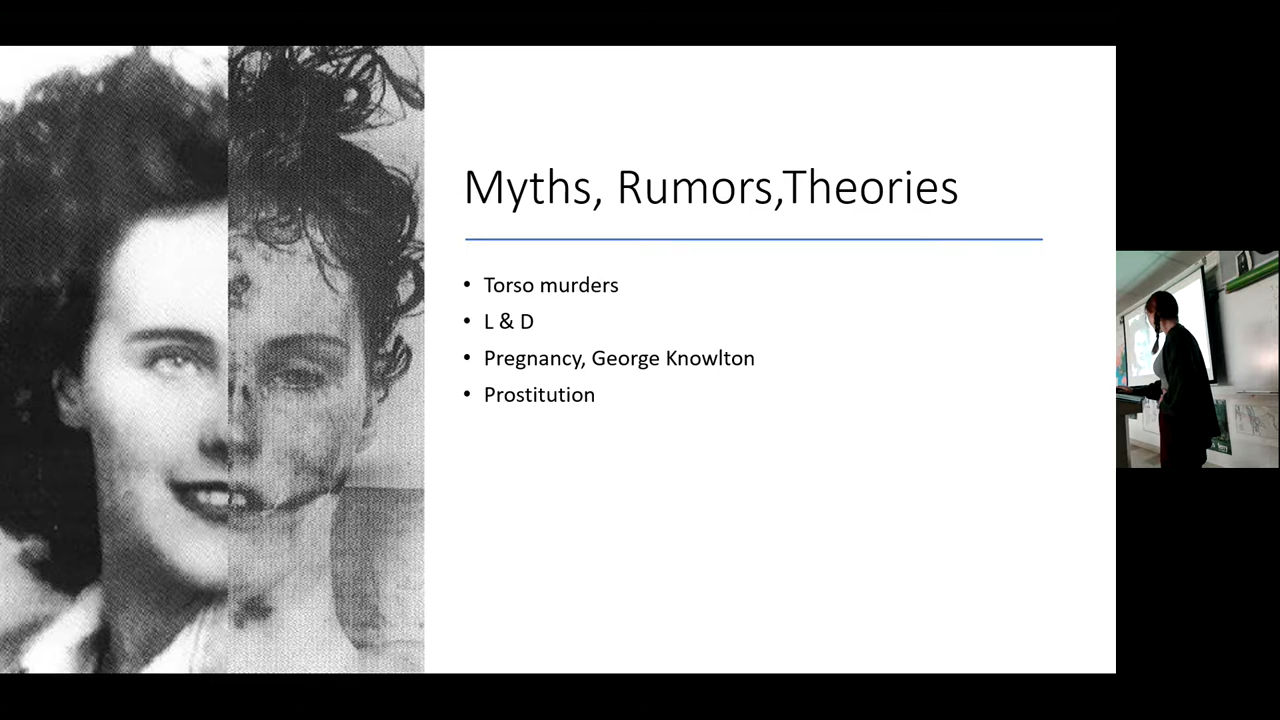 Myths, Rumors,Theories
• Torso murders
• L & D
• Pregnancy, George Knowlton
• Prostitution